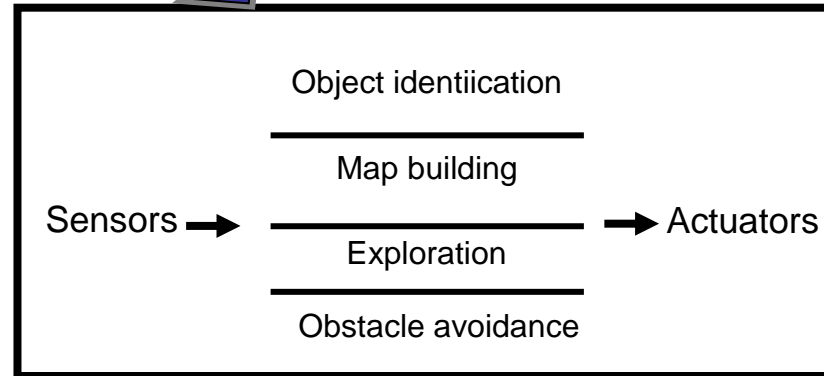 Object identiication
Map building
Sensors
Actuators
Exploration
Obstacle avoidance